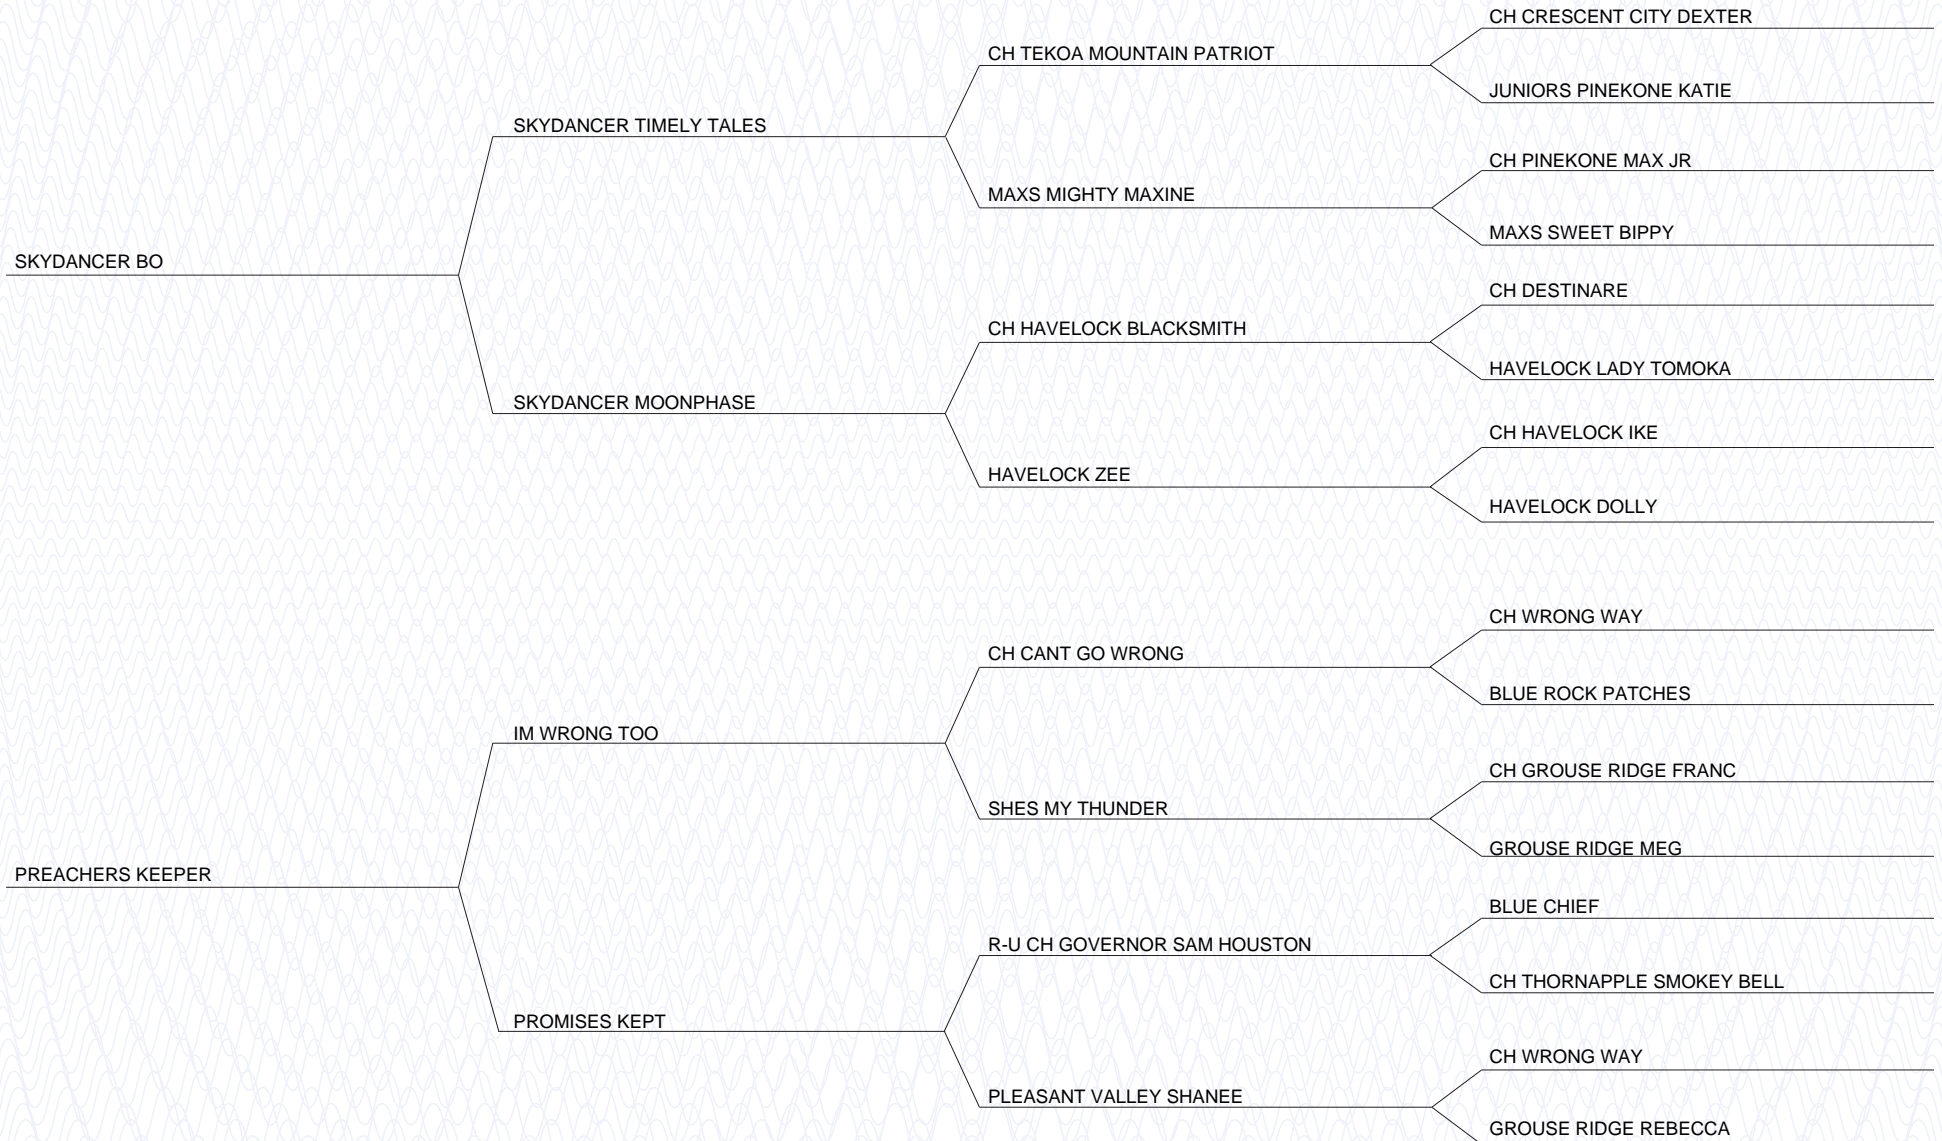 CH CRESCENT CITY DEXTER
CH TEKOA MOUNTAIN PATRIOT
JUNIORS PINEKONE KATIE
SKYDANCER TIMELY TALES
CH PINEKONE MAX JR
MAXS MIGHTY MAXINE
MAXS SWEET BIPPY
SKYDANCER BO
CH DESTINARE
CH HAVELOCK BLACKSMITH
HAVELOCK LADY TOMOKA
SKYDANCER MOONPHASE
CH HAVELOCK IKE
HAVELOCK ZEE
HAVELOCK DOLLY
CH WRONG WAY
CH CANT GO WRONG
BLUE ROCK PATCHES
IM WRONG TOO
CH GROUSE RIDGE FRANC
SHES MY THUNDER
GROUSE RIDGE MEG
PREACHERS KEEPER
BLUE CHIEF
R-U CH GOVERNOR SAM HOUSTON
CH THORNAPPLE SMOKEY BELL
PROMISES KEPT
CH WRONG WAY
PLEASANT VALLEY SHANEE
GROUSE RIDGE REBECCA